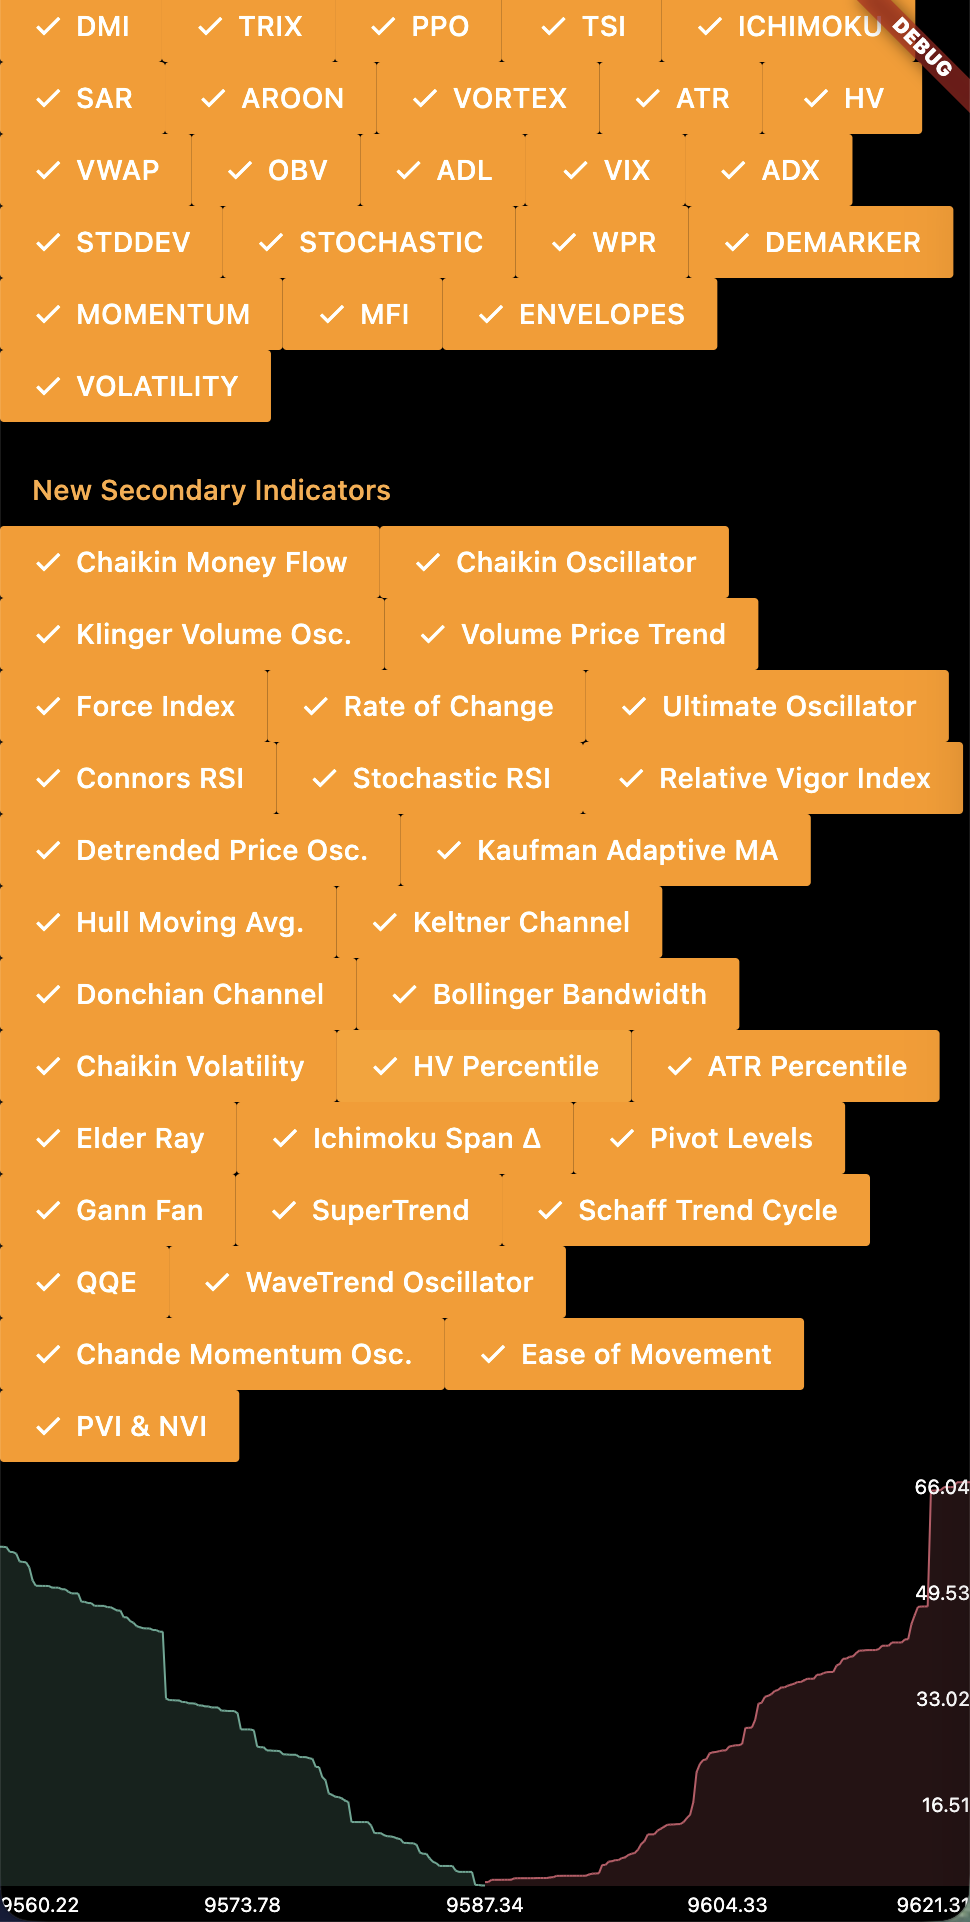 DMI TRIX PPO TSI ICHIMOKU
DEBUG
SAR AROON VORTEX ATR HV
VWAP OBV ADL VIX ADX
STDDEV STOCHASTIC WPR DEMARKER
MOMENTUM MFI ENVELOPES
VOLATILITY
New Secondary Indicators
Chaikin Money Flow Chaikin Oscillator
Klinger Volume Osc. Volume Price Trend
Force Index Rate of Change Ultimate Oscillator
Connors RSI Stochastic RSI Relative Vigor Index
Detrended Price Osc. Kaufman Adaptive MA
Hull Moving Avg. Keltner Channel
Donchian Channel Bollinger Bandwidth
Chaikin Volatility HV Percentile ATR Percentile
Elder Ray Ichimoku Span Δ Pivot Levels
Gann Fan SuperTrend Schaff Trend Cycle
QQE WaveTrend Oscillator
Chande Momentum Osc. Ease of Movement
PVI & NVI
66.04
49.53
33.02
16.51
9560.22 9573.78 9587.34 9604.33 9621.31